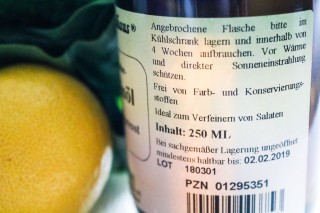 Angebrochene Flasche bitte im
Kühlschrank lagern und innerhalb von
4 Wochen aufbrauchen. Vor Wärme
und direkter Sonneneinstrahlung
schützen.
Frei von Farb- und Konservierungs-
stoffen
Ideal zum Verfeinern von Salaten
Inhalt: 250 ML
Bei sachgemäßer Lagerung ungeöffnet
mindestens haltbar bis: 02.02.2019
LOT 180301
PZN 01295351